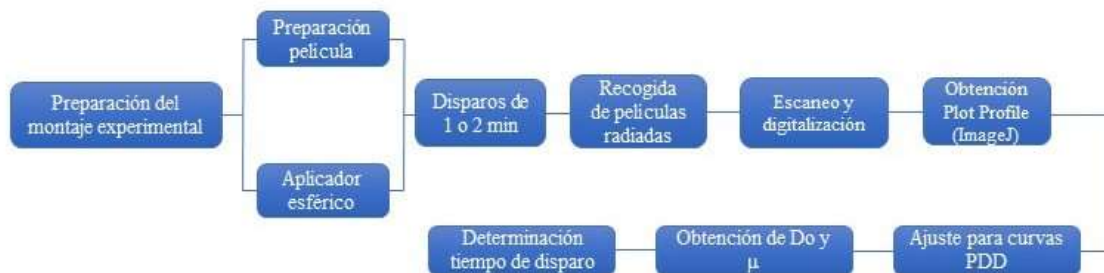 Preparación del
montaje experimental
Preparación
película
Aplicador
esférico
Disparos de
1 o 2 min
Recogida
de películas
radiadas
Escaneo y
digitalización
Obtención
Plot Profile
(ImageJ)
Ajuste para curvas
PDD
Obtención de Do y
μ
Determinación
tiempo de disparo